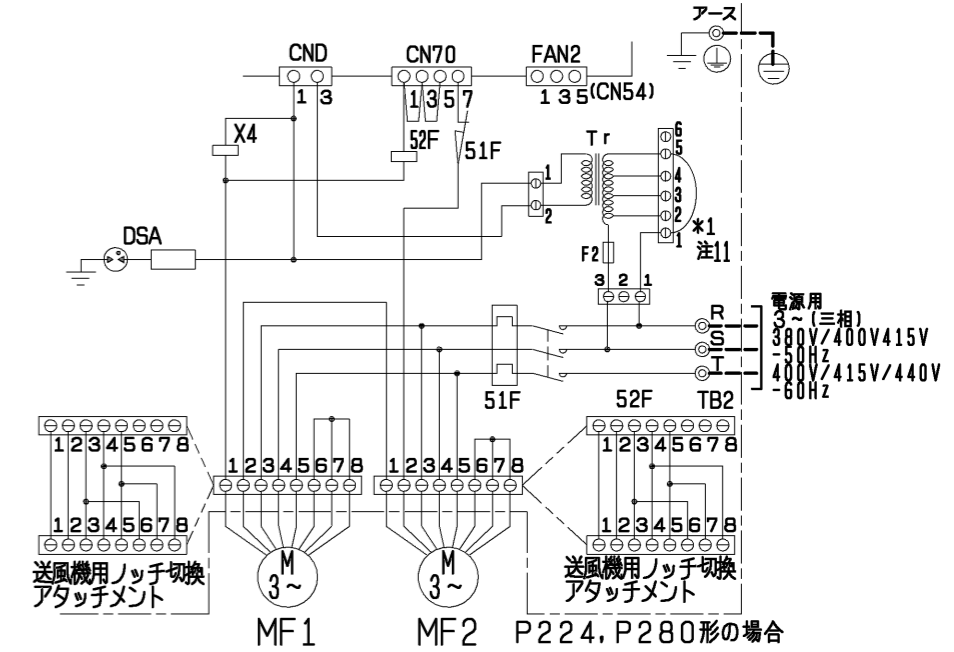 アース
CND
CN70
FAN2
1 3
1 3 5 7
1 3 5 (CN54)
X4
52F
51F
Tr
6
5
4
3
2
1
1
2
*1
注11
DSA
F2
3 2 1
電源用
R
3～(三相)
S
380V/400V415V
-50Hz
T
400V/415V/440V
-60Hz
51F
52F
TB2
1 2 3 4 5 6 7 8
1 2 3 4 5 6 7 8
1 2 3 4 5 6 7 8
1 2 3 4 5 6 7 8
1 2 3 4 5 6 7 8
1 2 3 4 5 6 7 8
送風機用ノッチ切換
アタッチメント
M
3～
M
3～
送風機用ノッチ切換
アタッチメント
MF1
MF2
P224,P280形の場合